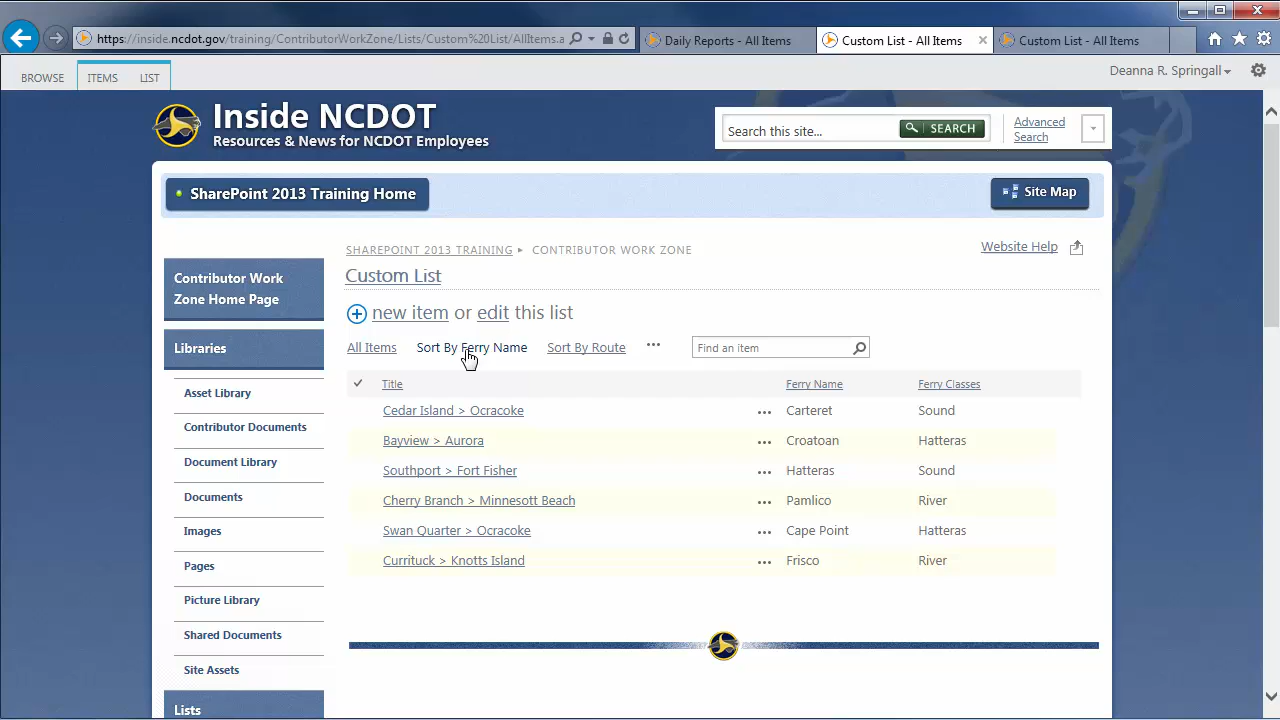 https://inside.ncdot.gov/training/ContributorWorkZone/Lists/Custom%20List/AllItems.a
Daily Reports - All Items
Custom List - All Items
Custom List - All Items
BROWSE
ITEMS
LIST
Deanna R. Springall
Inside NCDOT
Resources & News for NCDOT Employees
Search this site...
SEARCH
Advanced
Search
SharePoint 2013 Training Home
Site Map
SHAREPOINT 2013 TRAINING ▸ CONTRIBUTOR WORK ZONE
Website Help
Custom List
new item or edit this list
All Items
Sort By Ferry Name
Sort By Route
...
Find an item
Title
Ferry Name
Ferry Classes
Cedar Island > Ocracoke ... Carteret Sound
Bayview > Aurora ... Croatoan Hatteras
Southport > Fort Fisher ... Hatteras Sound
Cherry Branch > Minnesott Beach ... Pamlico River
Swan Quarter > Ocracoke ... Cape Point Hatteras
Currituck > Knotts Island ... Frisco River
Contributor Work
Zone Home Page
Libraries
Asset Library
Contributor Documents
Document Library
Documents
Images
Pages
Picture Library
Shared Documents
Site Assets
Lists